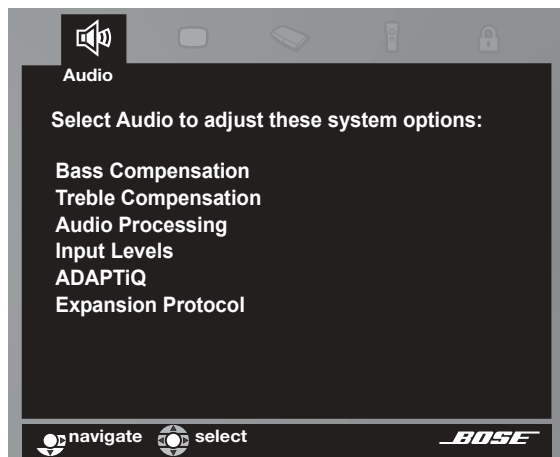 Audio
Select Audio to adjust these system options:
Bass Compensation
Treble Compensation
Audio Processing
Input Levels
ADAPTiQ
Expansion Protocol
navigate select BOSE